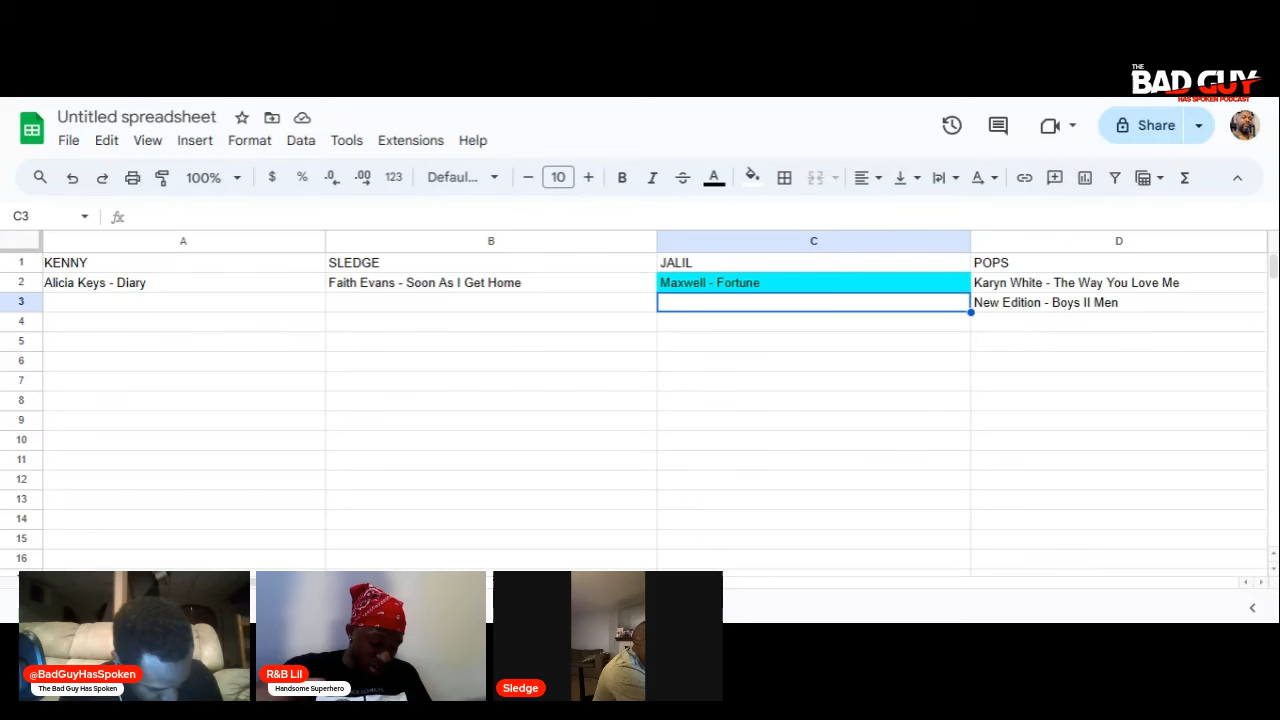 THE
BAD GUY
HAS SPOKEN PODCAST
Untitled spreadsheet
File Edit View Insert Format Data Tools Extensions Help
Share
100% $ % .0 .00 123 Defaul... 10 B I A
C3 fx
A B C D
1 KENNY SLEDGE JALIL POPS
2 Alicia Keys - Diary Faith Evans - Soon As I Get Home Maxwell - Fortune Karyn White - The Way You Love Me
3 New Edition - Boys II Men
4
5
6
7
8
9
10
11
12
13
14
15
16
@BadGuyHasSpoken
The Bad Guy Has Spoken
R&B Lil
Handsome Superhero
Sledge